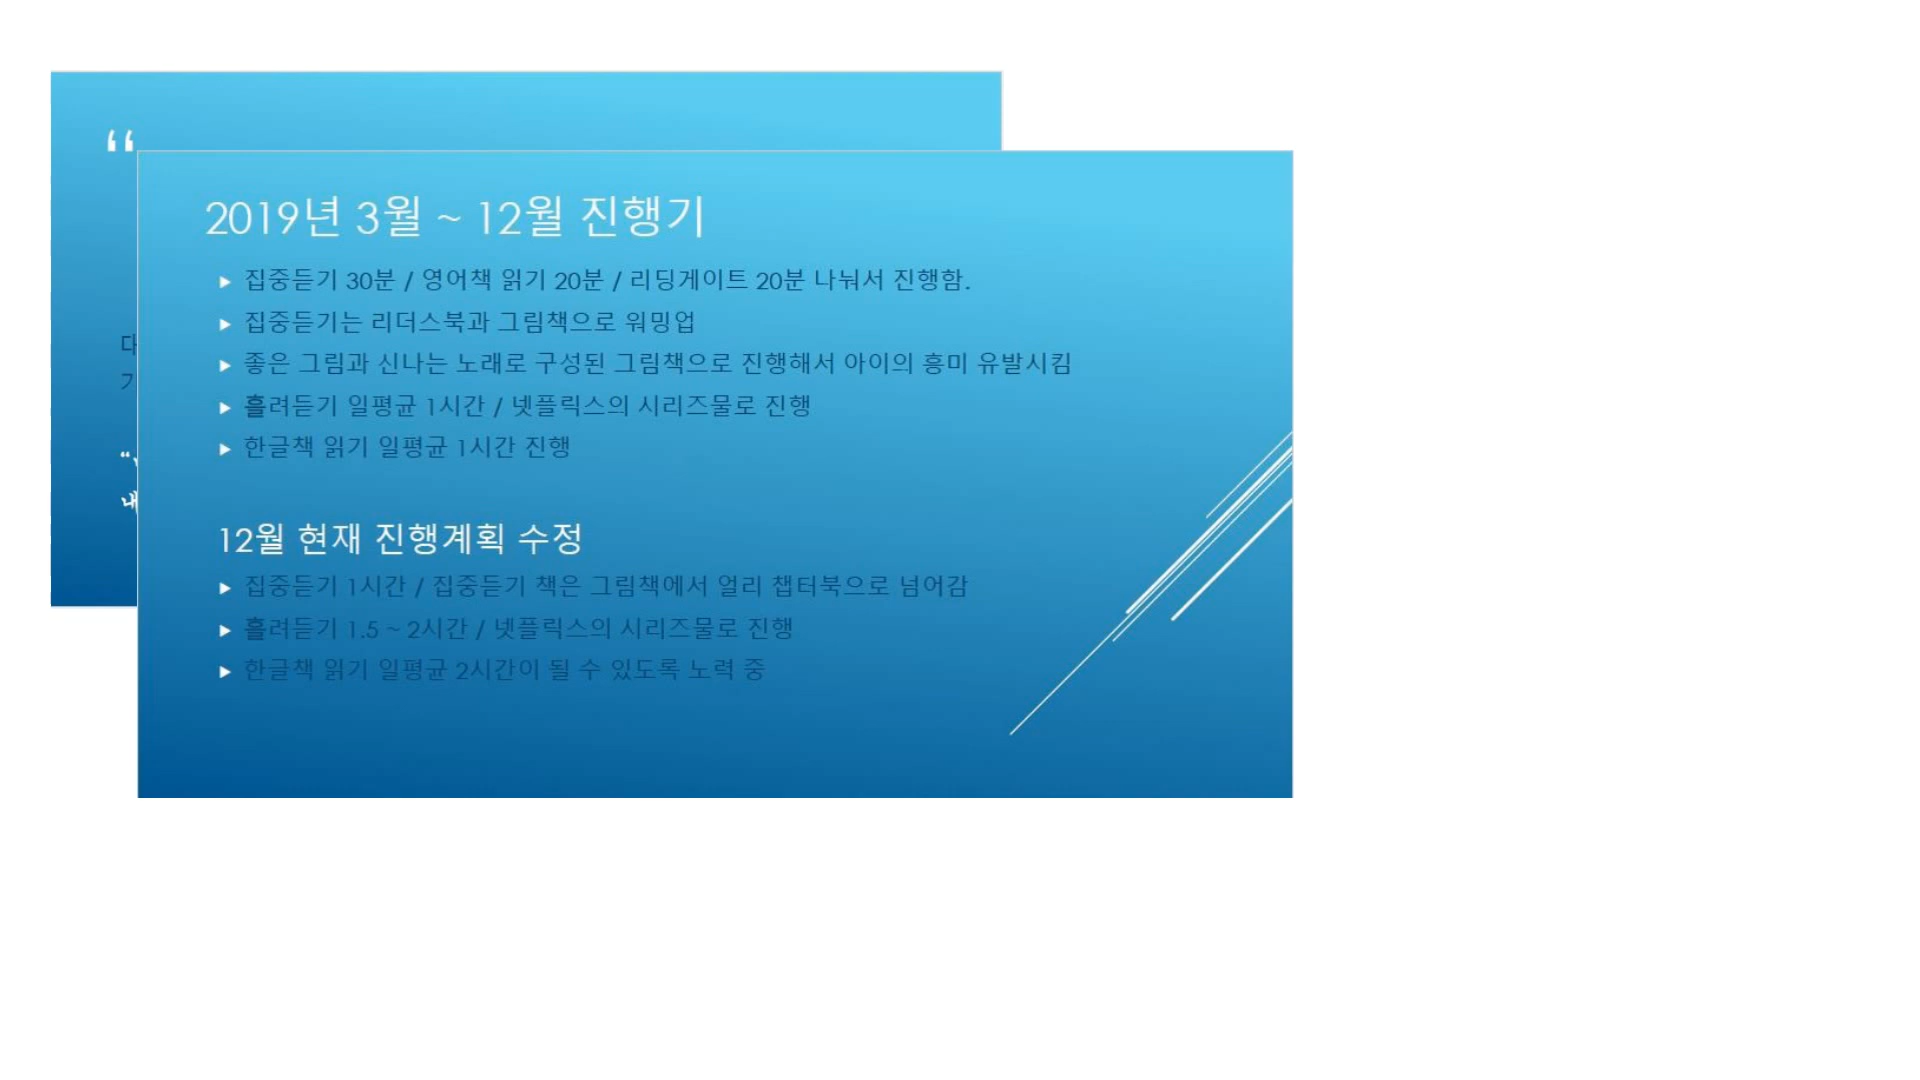 “
2019년 3월 ~ 12월 진행기
집중듣기 30분 / 영어책 읽기 20분 / 리딩게이트 20분 나눠서 진행함.
집중듣기는 리더스북과 그림책으로 워밍업
좋은 그림과 신나는 노래로 구성된 그림책으로 진행해서 아이의 흥미 유발시킴
흘려듣기 일평균 1시간 / 넷플릭스의 시리즈물로 진행
한글책 읽기 일평균 1시간 진행
12월 현재 진행계획 수정
집중듣기 1시간 / 집중듣기 책은 그림책에서 얼리 챕터북으로 넘어감
흘려듣기 1.5 ~ 2시간 / 넷플릭스의 시리즈물로 진행
한글책 읽기 일평균 2시간이 될 수 있도록 노력 중